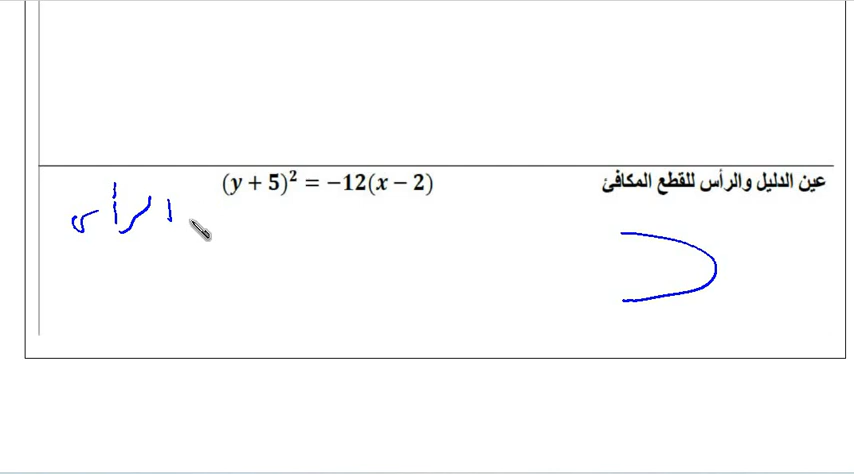 عين الدليل والرأس للقطع المكافئ (y + 5)² = −12(x − 2)
الرأس